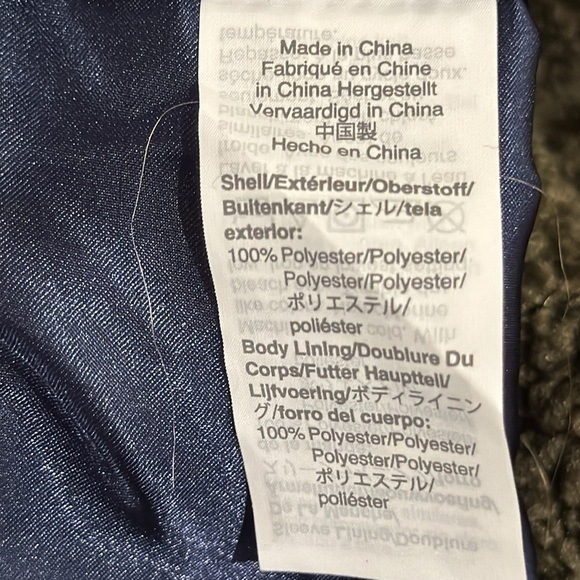 Made in China
Fabriqué en Chine
in China Hergestellt
Vervaardigd in China
中国製
Hecho en China
Shell/Extérieur/Oberstoff/
Buitenkant/シェル/tela
exterior:
100% Polyester/Polyester/
Polyester/Polyester/
ポリエステル/
poliéster
Body Lining/Doublure Du
Corps/Futter Hauptteil/
Lijfvoering/ボディライニン
グ/forro del cuerpo:
100% Polyester/Polyester/
Polyester/Polyester/
ポリエステル/
poliéster